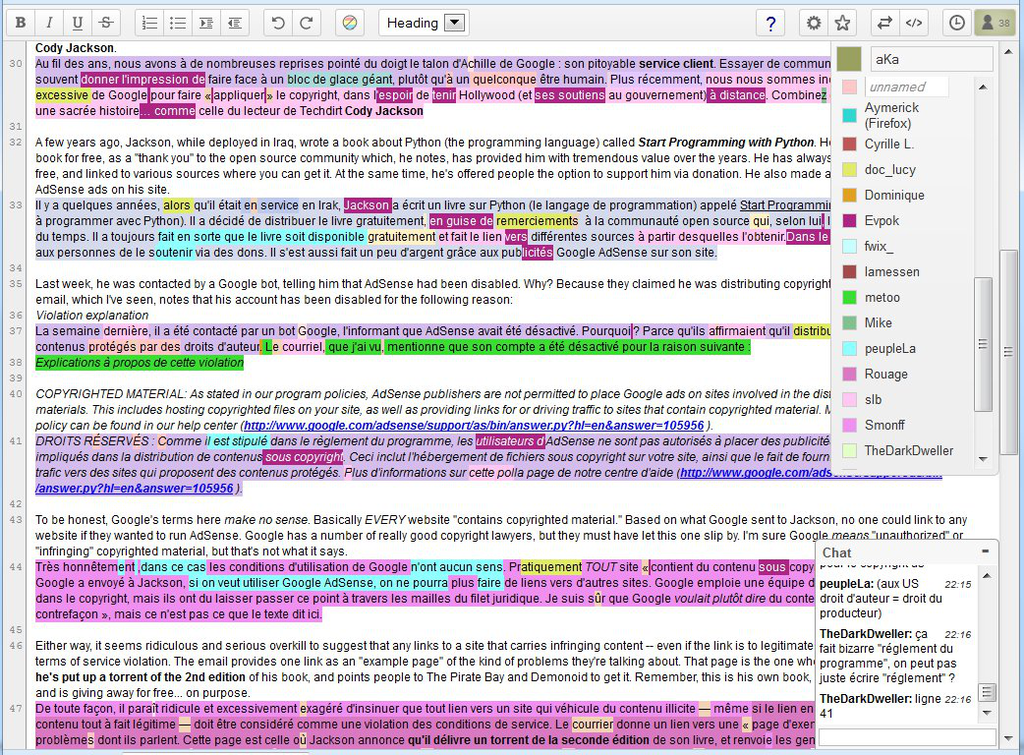 B I U S Heading ? </> 38
Cody Jackson.
30 Au fil des ans, nous avons à de nombreuses reprises pointé du doigt le talon d'Achille de Google : son pitoyable service client. Essayer de commun
souvent donner l'impression de faire face à un bloc de glace géant, plutôt qu'à un quelconque être humain. Plus récemment, nous nous sommes in
excessive de Google pour faire «appliquer» le copyright, dans l'espoir de tenir Hollywood (et ses soutiens au gouvernement) à distance. Combinez
une sacrée histoire… comme celle du lecteur de Techdit Cody Jackson
31
32 A few years ago, Jackson, while deployed in Iraq, wrote a book about Python (the programming language) called Start Programming with Python. He
book for free, as a "thank you" to the open source community which, he notes, has provided him with tremendous value over the years. He has always
free, and linked to various sources where you can get it. At the same time, he's offered people the option to support him via donation. He also made a
AdSense ads on his site.
33 Il y a quelques années, alors qu'il était en service en Irak, Jackson a écrit un livre sur Python (le langage de programmation) appelé Start Programmin
à programmer avec Python). Il a décidé de distribuer le livre gratuitement, en guise de remerciements à la communauté open source qui, selon lui
du temps. Il a toujours fait en sorte que le livre soit disponible gratuitement et fait le lien vers différentes sources à partir desquelles l'obtenir.Dans le
aux personnes de le soutenir via des dons. Il s'est aussi fait un peu d'argent grâce aux publicités Google AdSense sur son site.
34
35 Last week, he was contacted by a Google bot, telling him that AdSense had been disabled. Why? Because they claimed he was distributing copyright
email, which I've seen, notes that his account has been disabled for the following reason:
36 Violation explanation
37 La semaine dernière, il a été contacté par un bot Google, l'informant que AdSense avait été désactivé. Pourquoi? Parce qu'ils affirmaient qu'il distribu
contenus protégés par des droits d'auteur. Le courriel, que j'ai vu, mentionne que son compte a été désactivé pour la raison suivante :
38 Explications à propos de cette violation
39
40 COPYRIGHTED MATERIAL: As stated in our program policies, AdSense publishers are not permitted to place Google ads on sites involved in the dist
materials. This includes hosting copyrighted files on your site, as well as providing links for or driving traffic to sites that contain copyrighted material. M
policy can be found in our help center (http://www.google.com/adsense/support/as/bin/answer.py?hl=en&answer=105956 ).
41 DROITS RÉSERVÉS : Comme il est stipulé dans le règlement du programme, les utilisateurs d'AdSense ne sont pas autorisés à placer des publicité
impliqués dans la distribution de contenus sous copyright. Ceci inclut l'hébergement de fichiers sous copyright sur votre site, ainsi que le fait de fourn
trafic vers des sites qui proposent des contenus protégés. Plus d'informations sur cette polla page de notre centre d'aide (http://www.google.com/ads
/answer.py?hl=en&answer=105956 ).
42
43 To be honest, Google's terms here make no sense. Basically EVERY website "contains copyrighted material." Based on what Google sent to Jackson, no one could link to any
website if they wanted to run AdSense. Google has a number of really good copyright lawyers, but they must have let this one slip by. I'm sure Google means "unauthorized" or
"infringing" copyrighted material, but that's not what it says.
44 Très honnêtement ,dans ce cas les conditions d'utilisation de Google n'ont aucun sens. Pratiquement TOUT site «contient du contenu sous copy
Google a envoyé à Jackson, si on veut utiliser Google AdSense, on ne pourra plus faire de liens vers d'autres sites. Google emploie une équipe d
dans le copyright, mais ils ont du laisser passer ce point à travers les mailles du filet juridique. Je suis sûr que Google voulait plutôt dire du conte
contrefaçon », mais ce n'est pas ce que le texte dit ici.
45
46 Either way, it seems ridiculous and serious overkill to suggest that any links to a site that carries infringing content -- even if the link is to legitimate
terms of service violation. The email provides one link as an "example page" of the kind of problems they're talking about. That page is the one whe
he's put up a torrent of the 2nd edition of his book, and points people to The Pirate Bay and Demonoid to get it. Remember, this is his own book,
and is giving away for free... on purpose.
47 De toute façon, il paraît ridicule et excessivement exagéré d'insinuer que tout lien vers un site qui véhicule du contenu illicite — même si le lien en
contenu tout à fait légitime — doit être considéré comme une violation des conditions de service. Le courrier donne un lien vers une « page d'exer
problèmes dont ils parlent. Cette page est celle où Jackson annonce qu'il délivre un torrent de la seconde édition de son livre, et renvoie les gen
aKa
unnamed
Aymerick
(Firefox)
Cyrille L.
doc_lucy
Dominique
Evpok
fwix_
lamessen
metoo
Mike
peupleLa
Rouage
slb
Smonff
TheDarkDweller
Chat
peupleLa: (aux US 22:15
droit d'auteur = droit du
producteur)
TheDarkDweller: ça 22:16
fait bizarre "réglement du
programme", on peut pas
juste écrire "réglement" ?
TheDarkDweller: ligne 22:16
41